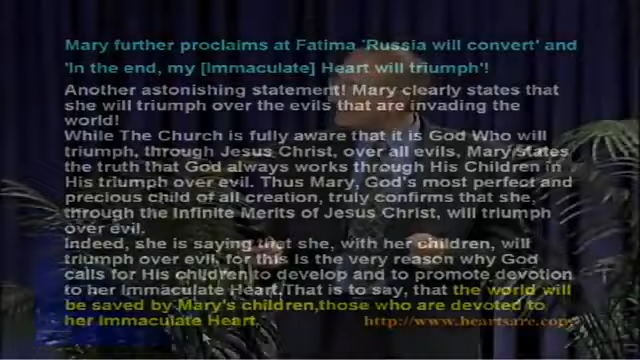 Mary further proclaims at Fatima 'Russia will convert' and
'In the end, my [Immaculate] Heart will triumph'!
Another astonishing statement! Mary clearly states that
she will triumph over the evils that are invading the
world!
While The Church is fully aware that it is God Who will
triumph, through Jesus Christ, over all evils, Mary states
the truth that God always works through His Children in
His triumph over evil. Thus Mary, God's most perfect and
precious child of all creation, truly confirms that she,
through the Infinite Merits of Jesus Christ, will triumph
over evil.
Indeed, she is saying that she, with her children, will
triumph over evil, for this is the very reason why God
calls for His children to develop and to promote devotion
to her Immaculate Heart.That is to say, that the world will
be saved by Mary's children,those who are devoted to
her Immaculate Heart.